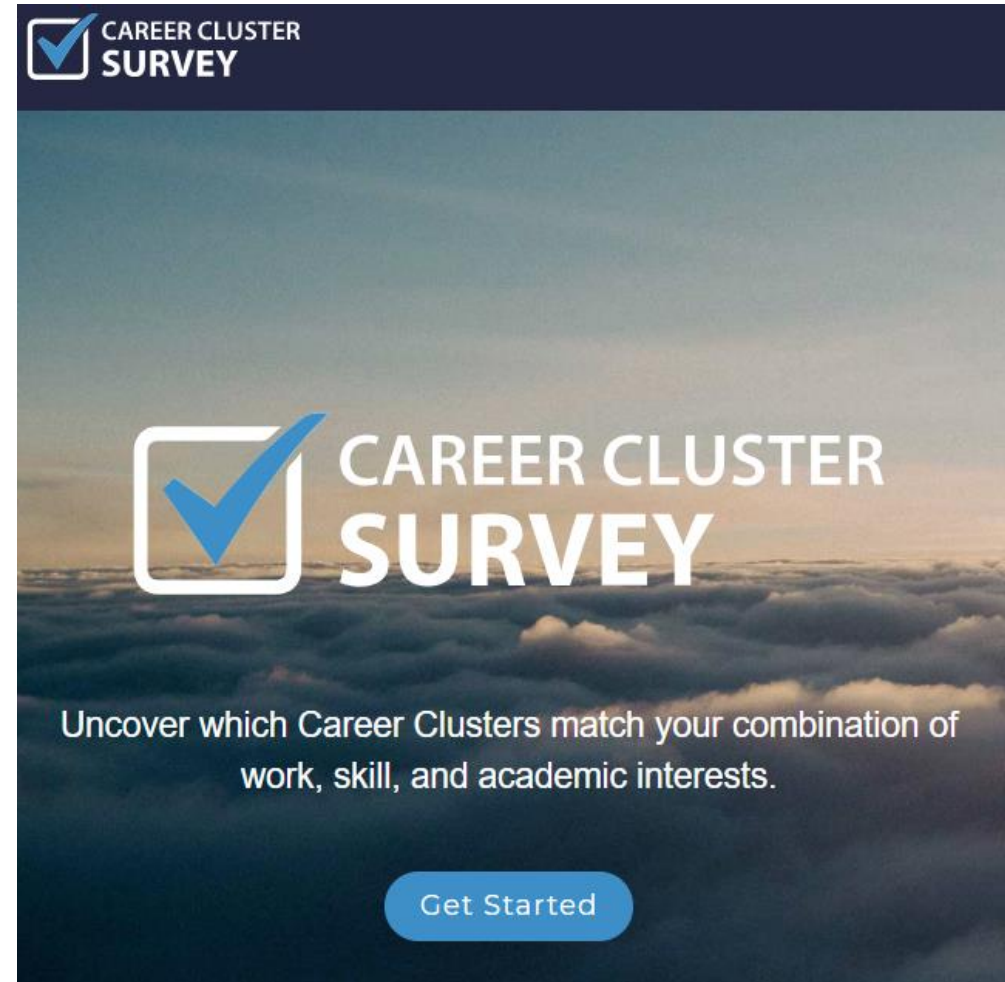 CAREER CLUSTER
SURVEY
CAREER CLUSTER
SURVEY
Uncover which Career Clusters match your combination of
work, skill, and academic interests.
Get Started